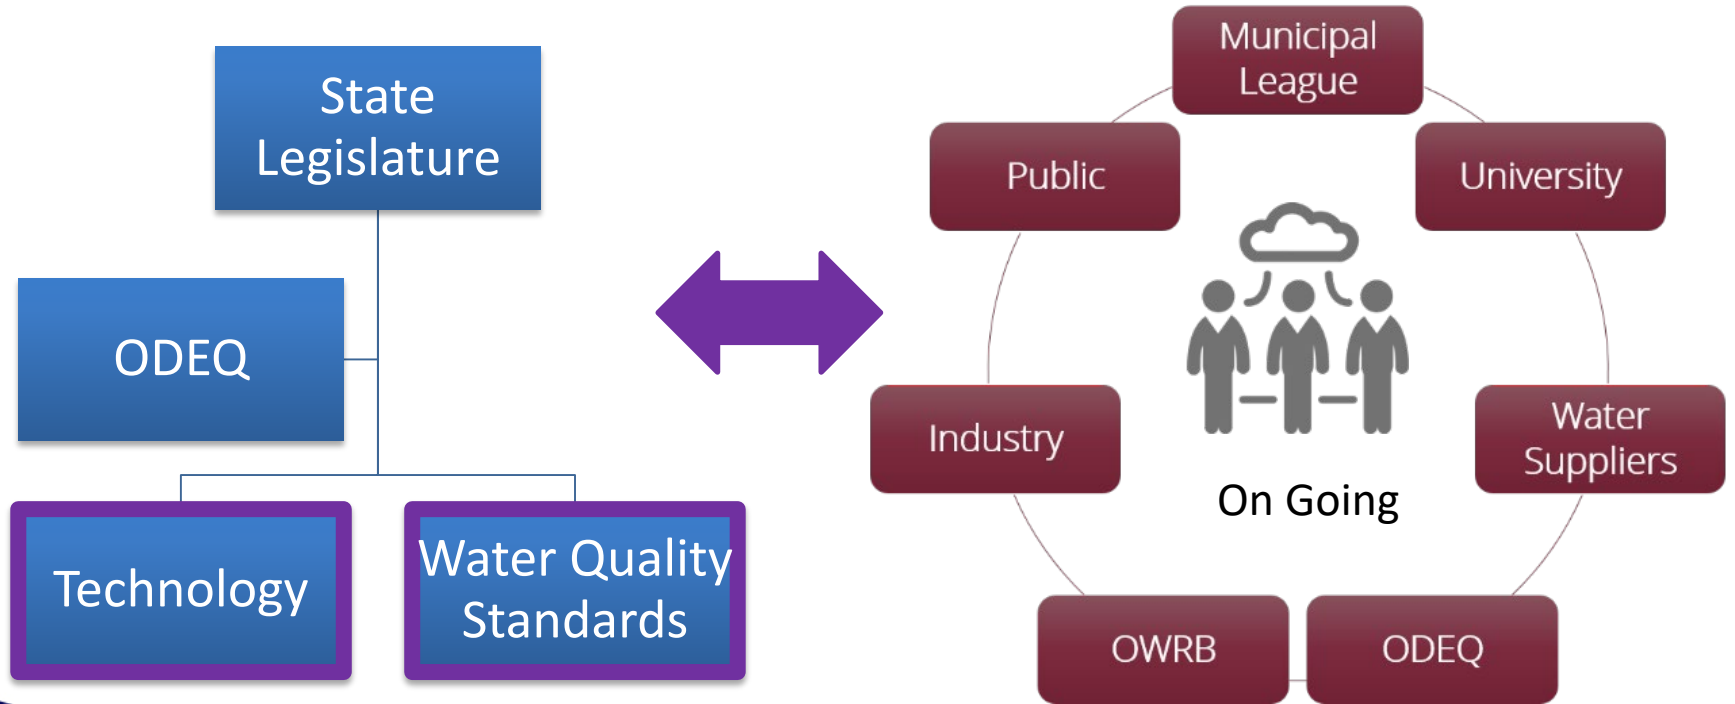 State
Legislature
ODEQ
Technology
Water Quality
Standards
Municipal
League
Public
University
Industry
Water
Suppliers
On Going
OWRB
ODEQ